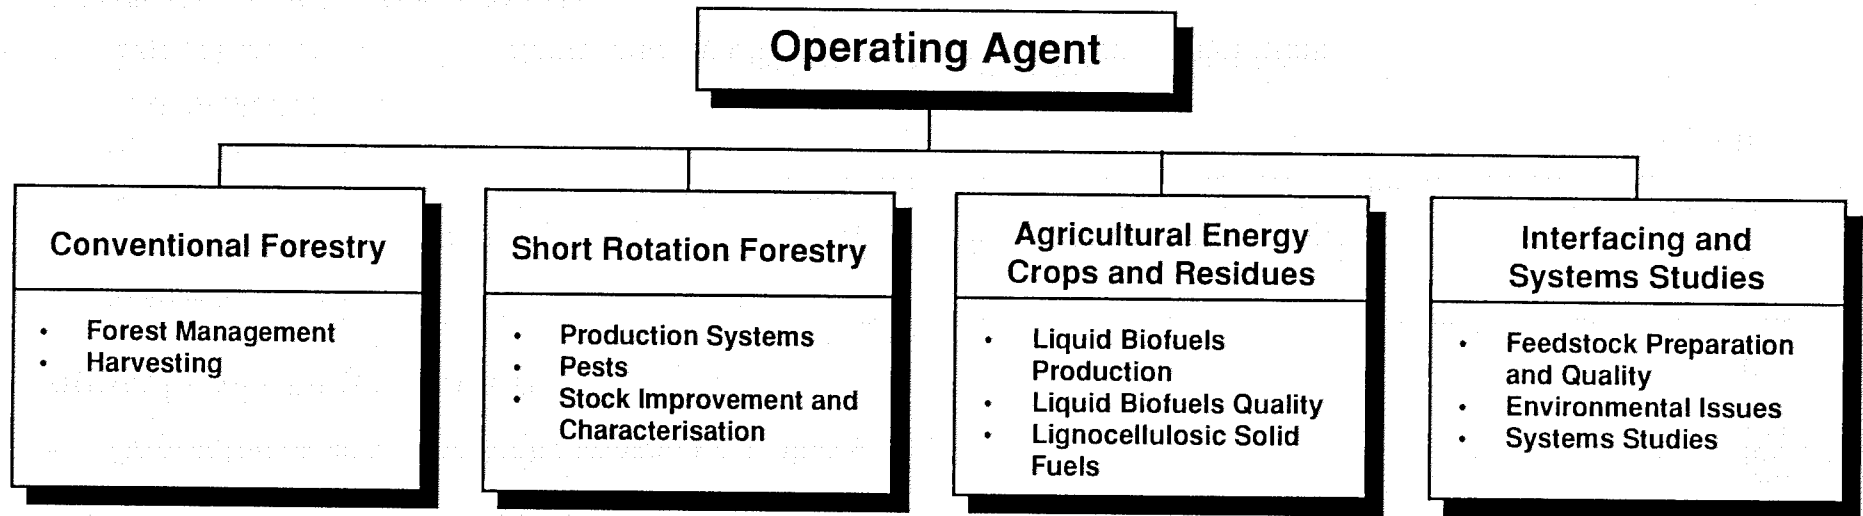 Operating Agent
Conventional Forestry
• Forest Management
• Harvesting
Short Rotation Forestry
• Production Systems
• Pests
• Stock Improvement and
Characterisation
Agricultural Energy
Crops and Residues
• Liquid Biofuels
Production
• Liquid Biofuels Quality
• Lignocellulosic Solid
Fuels
Interfacing and
Systems Studies
• Feedstock Preparation
and Quality
• Environmental Issues
• Systems Studies